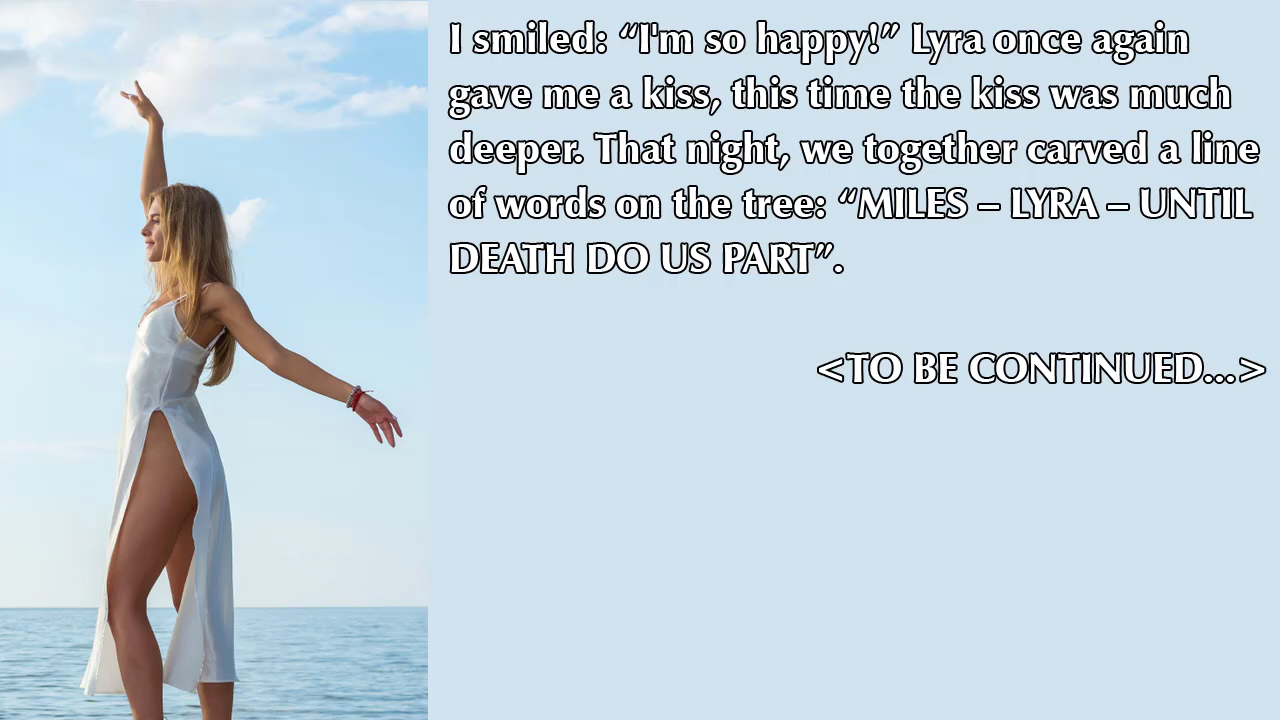 I smiled: “I'm so happy!” Lyra once again
gave me a kiss, this time the kiss was much
deeper. That night, we together carved a line
of words on the tree: “MILES – LYRA – UNTIL
DEATH DO US PART”.
<TO BE CONTINUED...>